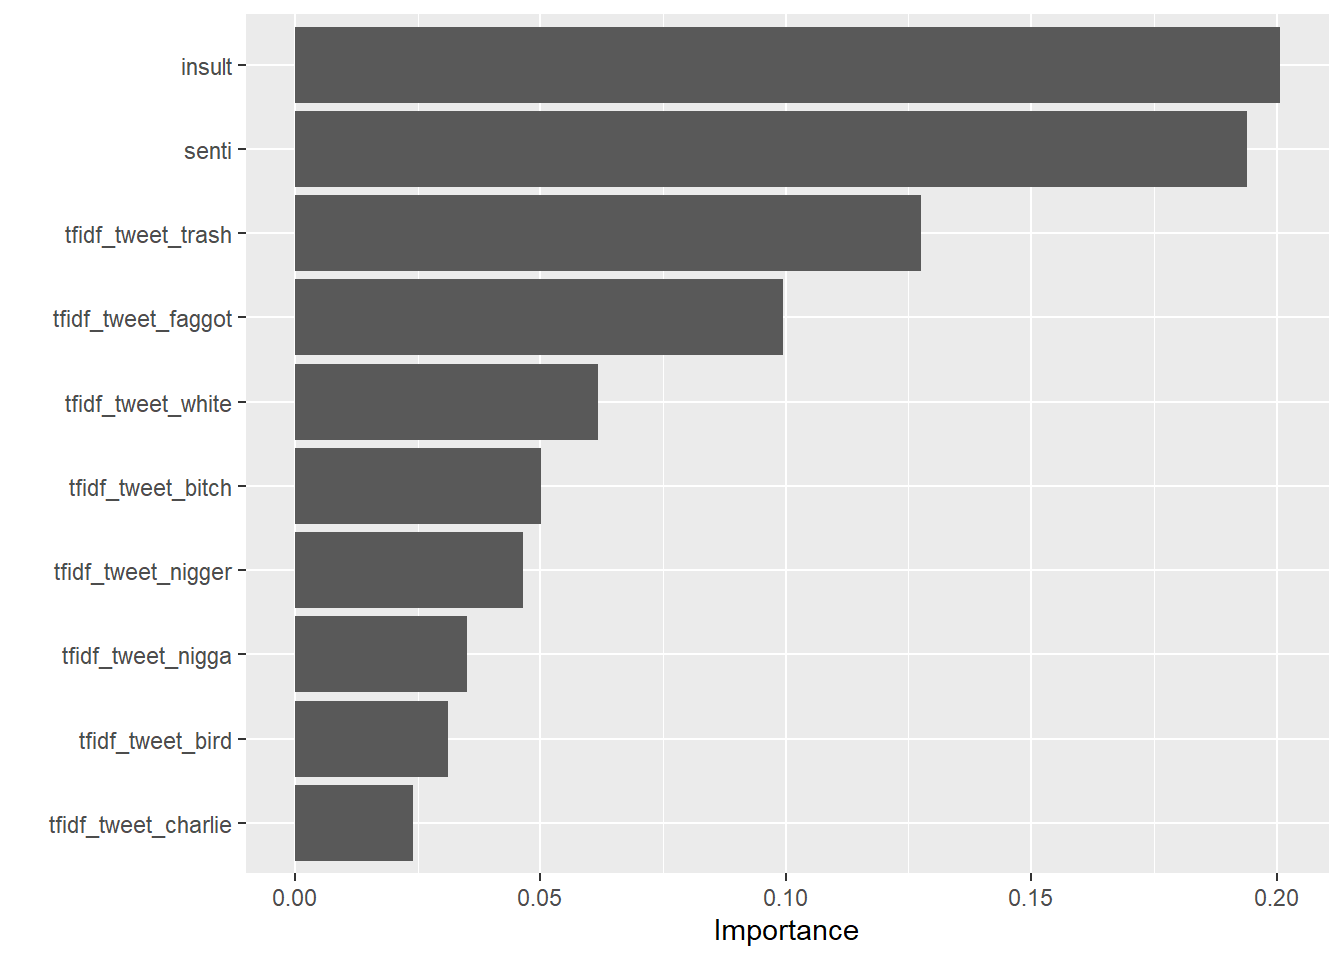 insult
senti
tfidf_tweet_trash
tfidf_tweet_faggot
tfidf_tweet_white
tfidf_tweet_bitch
tfidf_tweet_nigger
tfidf_tweet_nigga
tfidf_tweet_bird
tfidf_tweet_charlie
0.00 0.05 0.10 0.15 0.20
Importance